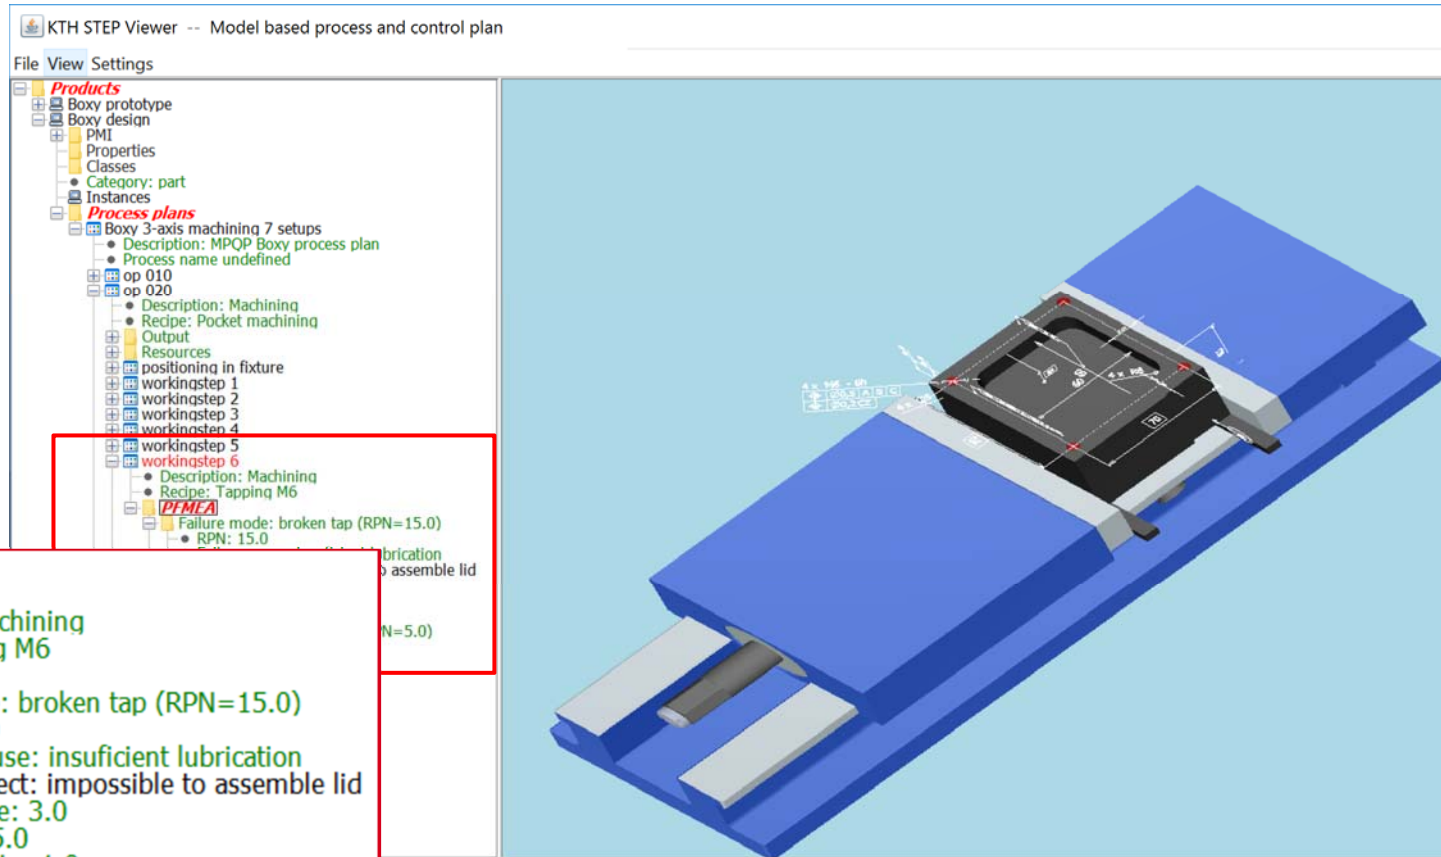 KTH STEP Viewer -- Model based process and control plan
File View Settings
Products
Boxy prototype
Boxy design
PMI
Properties
Classes
Category: part
Instances
Process plans
Boxy 3-axis machining 7 setups
Description: MPQP Boxy process plan
Process name undefined
op 010
op 020
Description: Machining
Recipe: Pocket machining
Output
Resources
positioning in fixture
workingstep 1
workingstep 2
workingstep 3
workingstep 4
workingstep 5
workingstep 6
Description: Machining
Recipe: Tapping M6
PFMEA
Failure mode: broken tap (RPN=15.0)
RPN: 15.0
brication
assemble lid
N=5.0)
chining
g M6
: broken tap (RPN=15.0)
use: insuficient lubrication
ect: impossible to assemble lid
e: 3.0
5.0
70
60